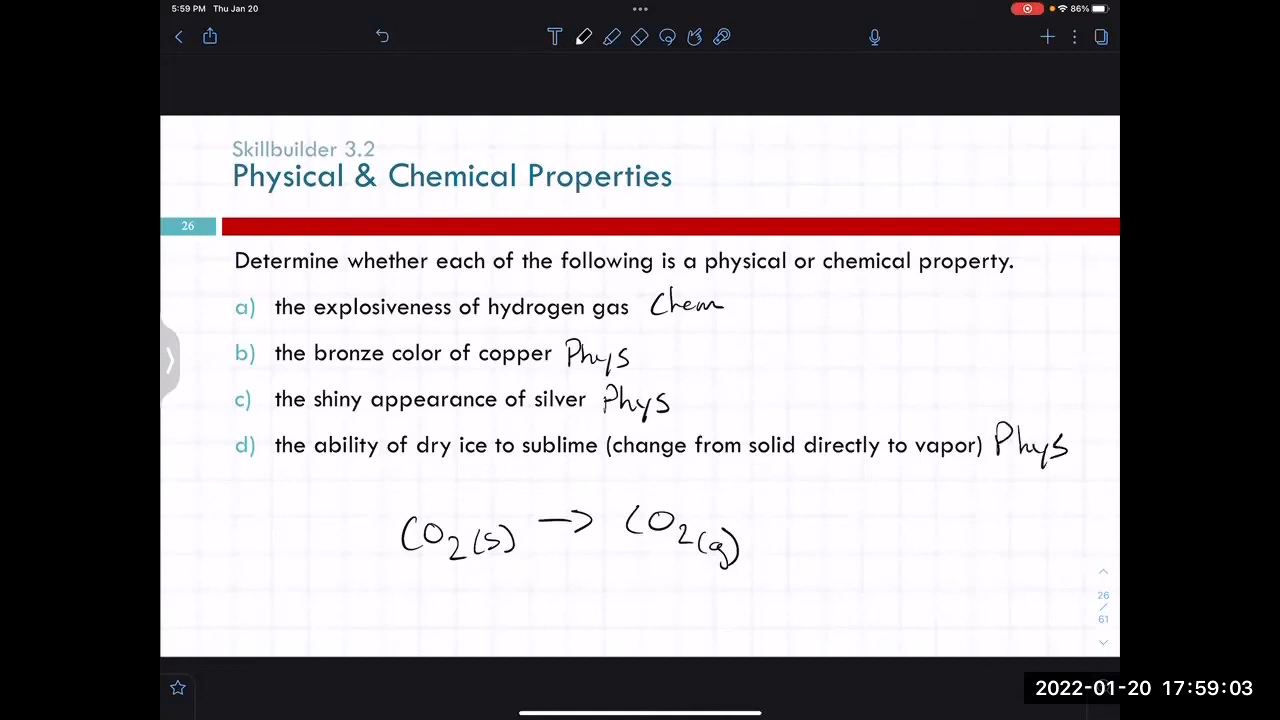 5:59 PM Thu Jan 20
86%
Skillbuilder 3.2
Physical & Chemical Properties
26
Determine whether each of the following is a physical or chemical property.
a) the explosiveness of hydrogen gas Chem
b) the bronze color of copper Phys
c) the shiny appearance of silver Phys
d) the ability of dry ice to sublime (change from solid directly to vapor) Phys
CO2(s) → CO2(g)
26
/
61
2022-01-20 17:59:03